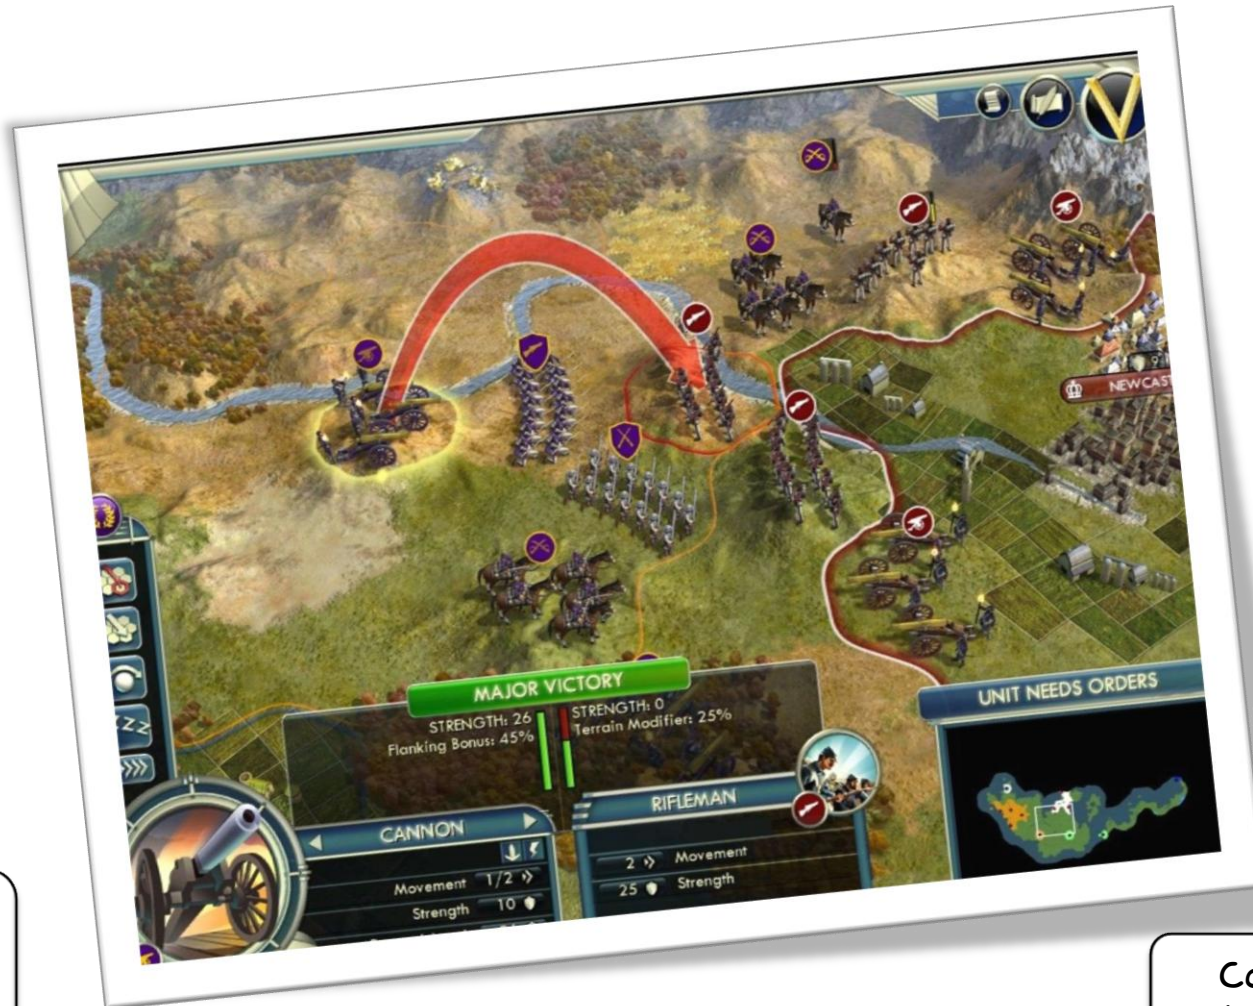 NEWCAS
MAJOR VICTORY
STRENGTH: 26
Flanking Bonus: 45%
STRENGTH: 0
Terrain Modifier: 25%
UNIT NEEDS ORDERS
CANNON
Movement 1/2
Strength 10
RIFLEMAN
2 Movement
25 Strength